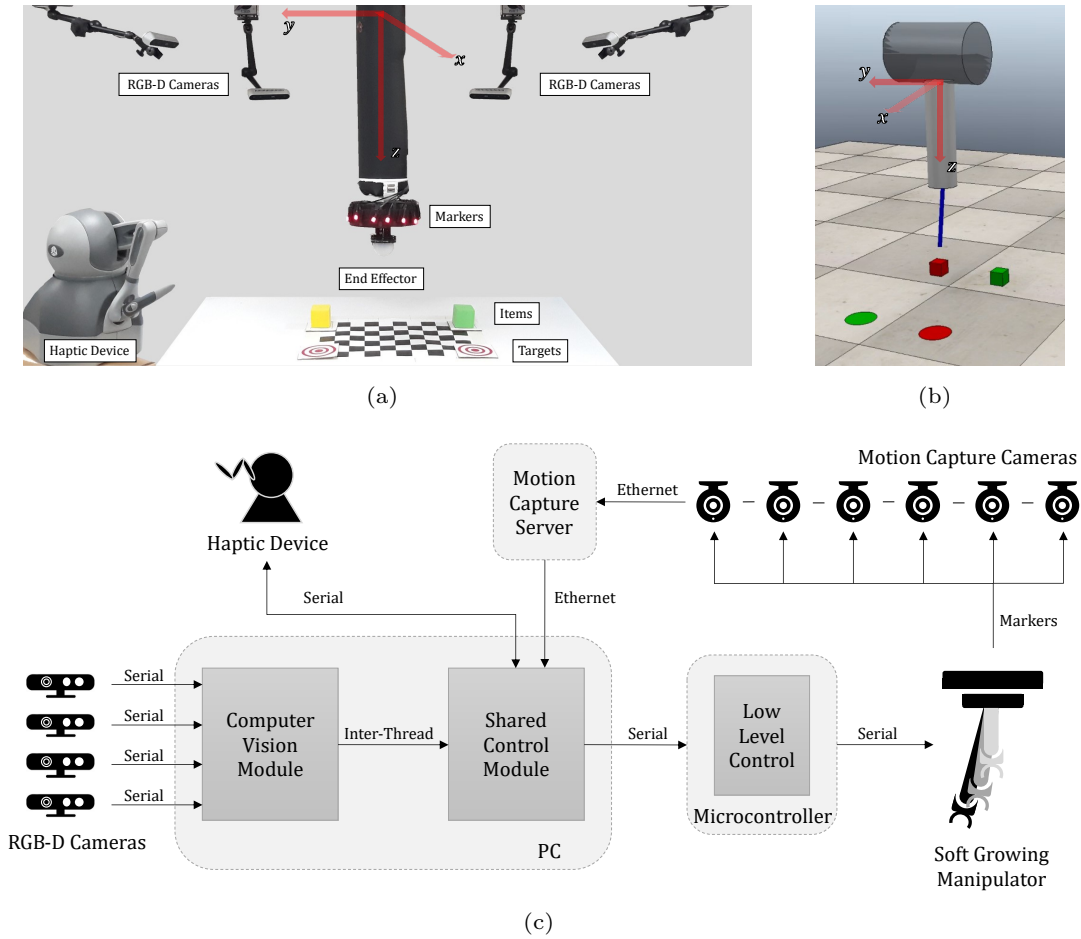 y
x
RGB-D Cameras
RGB-D Cameras
z
Markers
End Effector
Items
Haptic Device
Targets
(a)
y
x
z
(b)
Motion Capture Cameras
Motion
Capture
Server
Ethernet
Haptic Device
Serial
Ethernet
Markers
Serial
Serial
Serial
Serial
Computer
Vision
Module
Inter-Thread
Shared
Control
Module
Serial
Low
Level
Control
Serial
Microcontroller
RGB-D Cameras
PC
Soft Growing
Manipulator
(c)